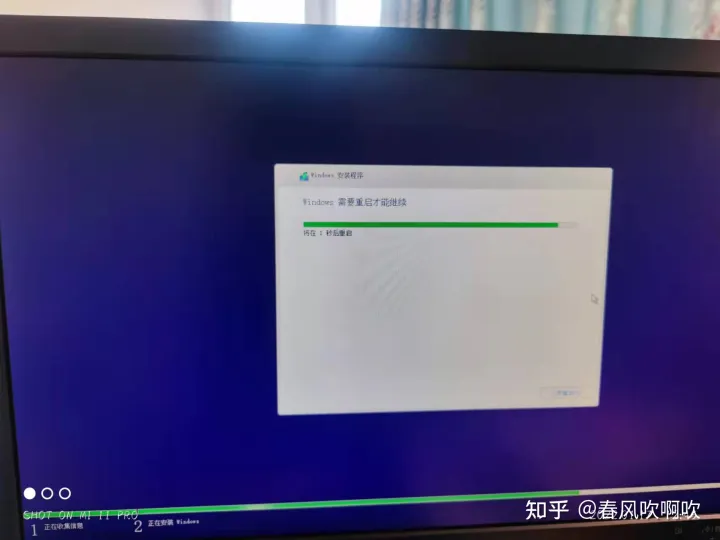 Windows 安装程序
Windows 需要重启才能继续
将在 1 秒后重启
SHOT ON MI 11 PRO
1 正在收集信息
2 正在安装 Windows
知乎 @春风吹啊吹